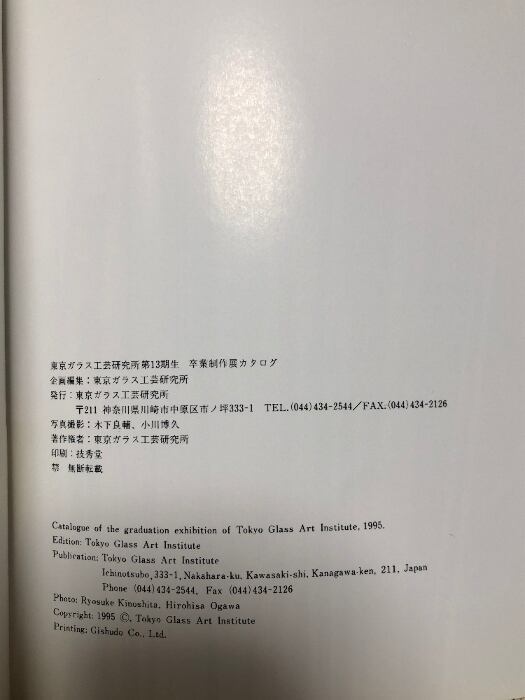 東京ガラス工芸研究所第13期生　卒業制作展カタログ
企画編集：東京ガラス工芸研究所
発行：東京ガラス工芸研究所
〒211 神奈川県川崎市中原区市ノ坪333-1　TEL.(044)434-2544／FAX.(044)434-2126
写真撮影：木下良輔、小川博久
著作権者：東京ガラス工芸研究所
印刷：技秀堂
禁　無断転載
Catalogue of the graduation exhibition of Tokyo Glass Art Institute, 1995.
Edition: Tokyo Glass Art Institute
Publication: Tokyo Glass Art Institute
Ichinotsubo, 333-1, Nakahara-ku, Kawasaki-shi, Kanagawa-ken, 211, Japan
Phone (044)434-2544, Fax (044)434-2126
Photo: Ryosuke Kinoshita, Hirohisa Ogawa
Copyright: 1995 ©, Tokyo Glass Art Institute
Printing: Gishudo Co., Ltd.